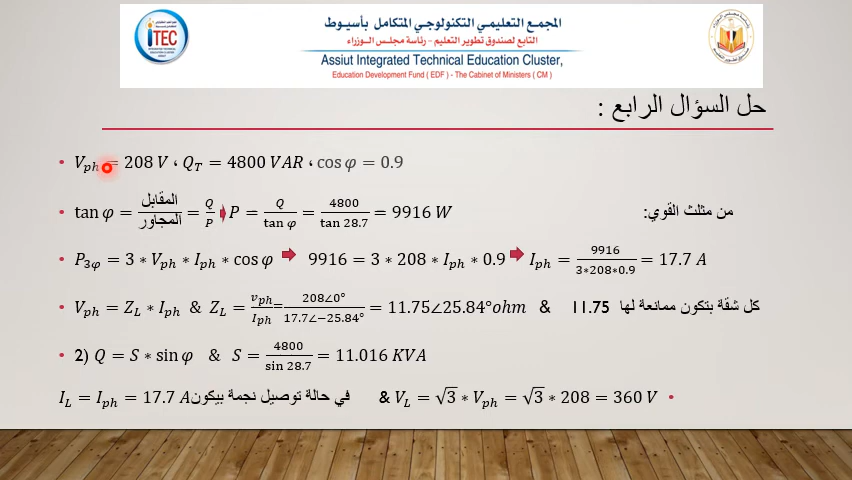 المجمع التعليمي التكنولوجي المتكامل بأسيوط
التابع لصندوق تطوير التعليم - رئاسة مجلس الوزراء
Assiut Integrated Technical Education Cluster,
Education Development Fund (EDF) - The Cabinet of Ministers (CM)
iTEC
حل السؤال الرابع :
• V_ph = 208 V ، Q_T = 4800 VAR ، cos φ = 0.9
• tan φ = المقابل/المجاور = Q/P ➡ P = Q/tan φ = 4800/tan 28.7 = 9916 W من مثلث القوي:
• P_3φ = 3 * V_ph * I_ph * cos φ ➡ 9916 = 3 * 208 * I_ph * 0.9 ➡ I_ph = 9916/3*208*0.9 = 17.7 A
• V_ph = Z_L * I_ph & Z_L = v_ph/I_ph = 208∠0°/17.7∠−25.84° = 11.75∠25.84° ohm & كل شقة بتكون ممانعة لها 11.75
• 2) Q = S * sin φ & S = 4800/sin 28.7 = 11.016 KVA
• I_L = I_ph = 17.7 A في حالة توصيل نجمة بيكون & V_L = √3 * V_ph = √3 * 208 = 360 V